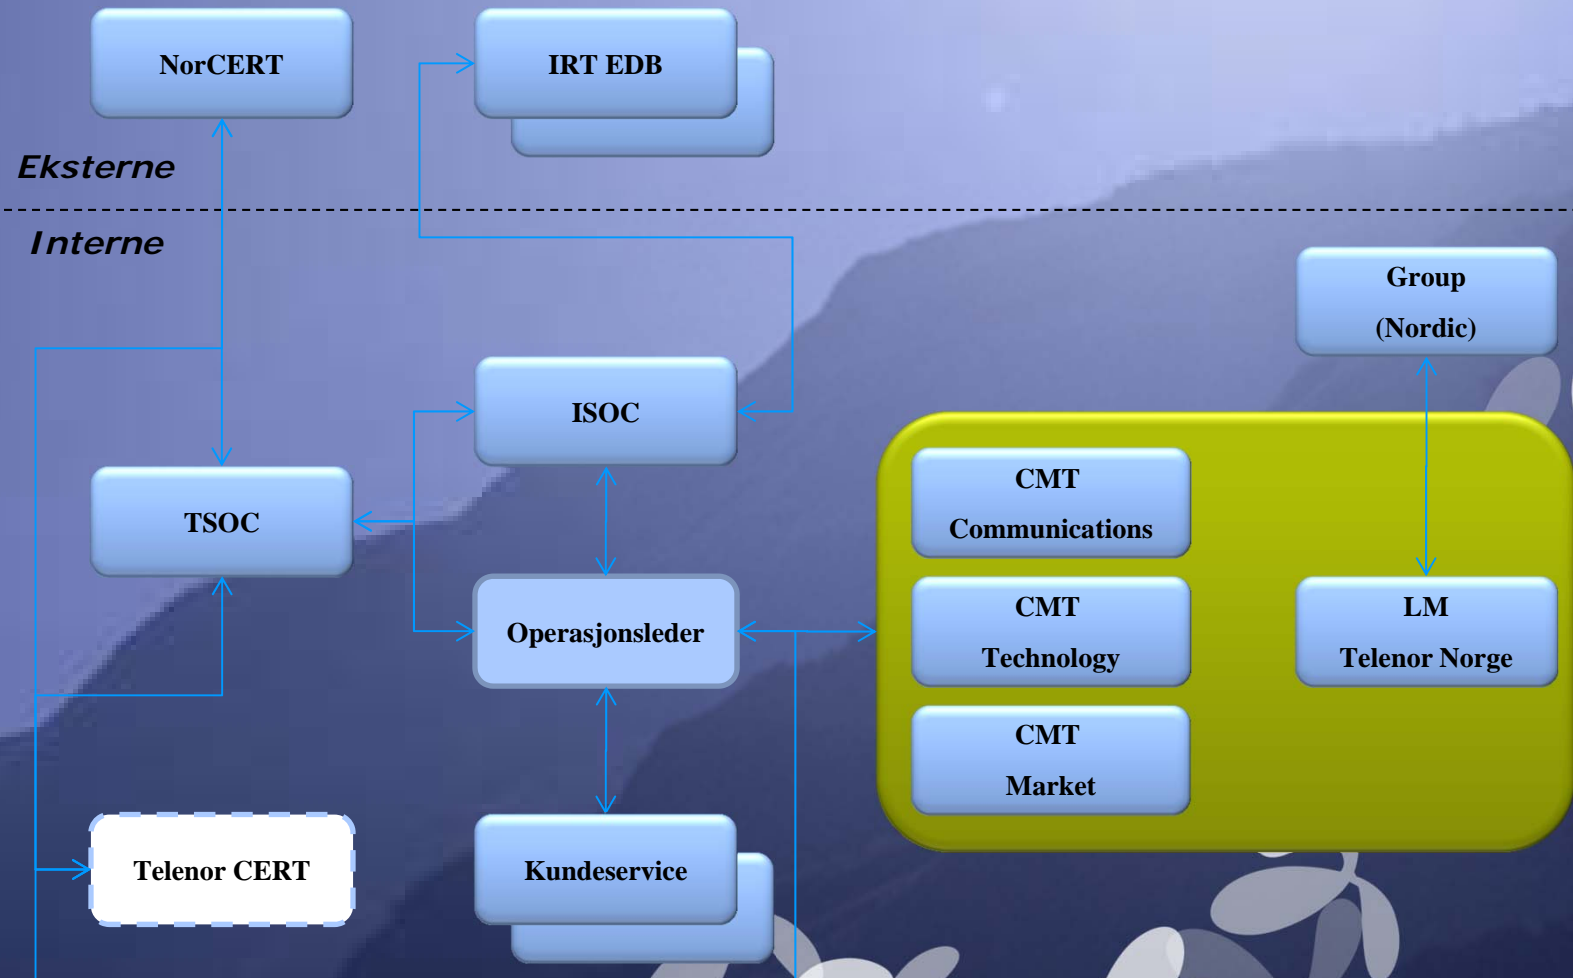 NorCERT
IRT EDB
Eksterne
Interne
Group
(Nordic)
ISOC
TSOC
CMT
Communications
Operasjonsleder
CMT
Technology
LM
Telenor Norge
CMT
Market
Telenor CERT
Kundeservice